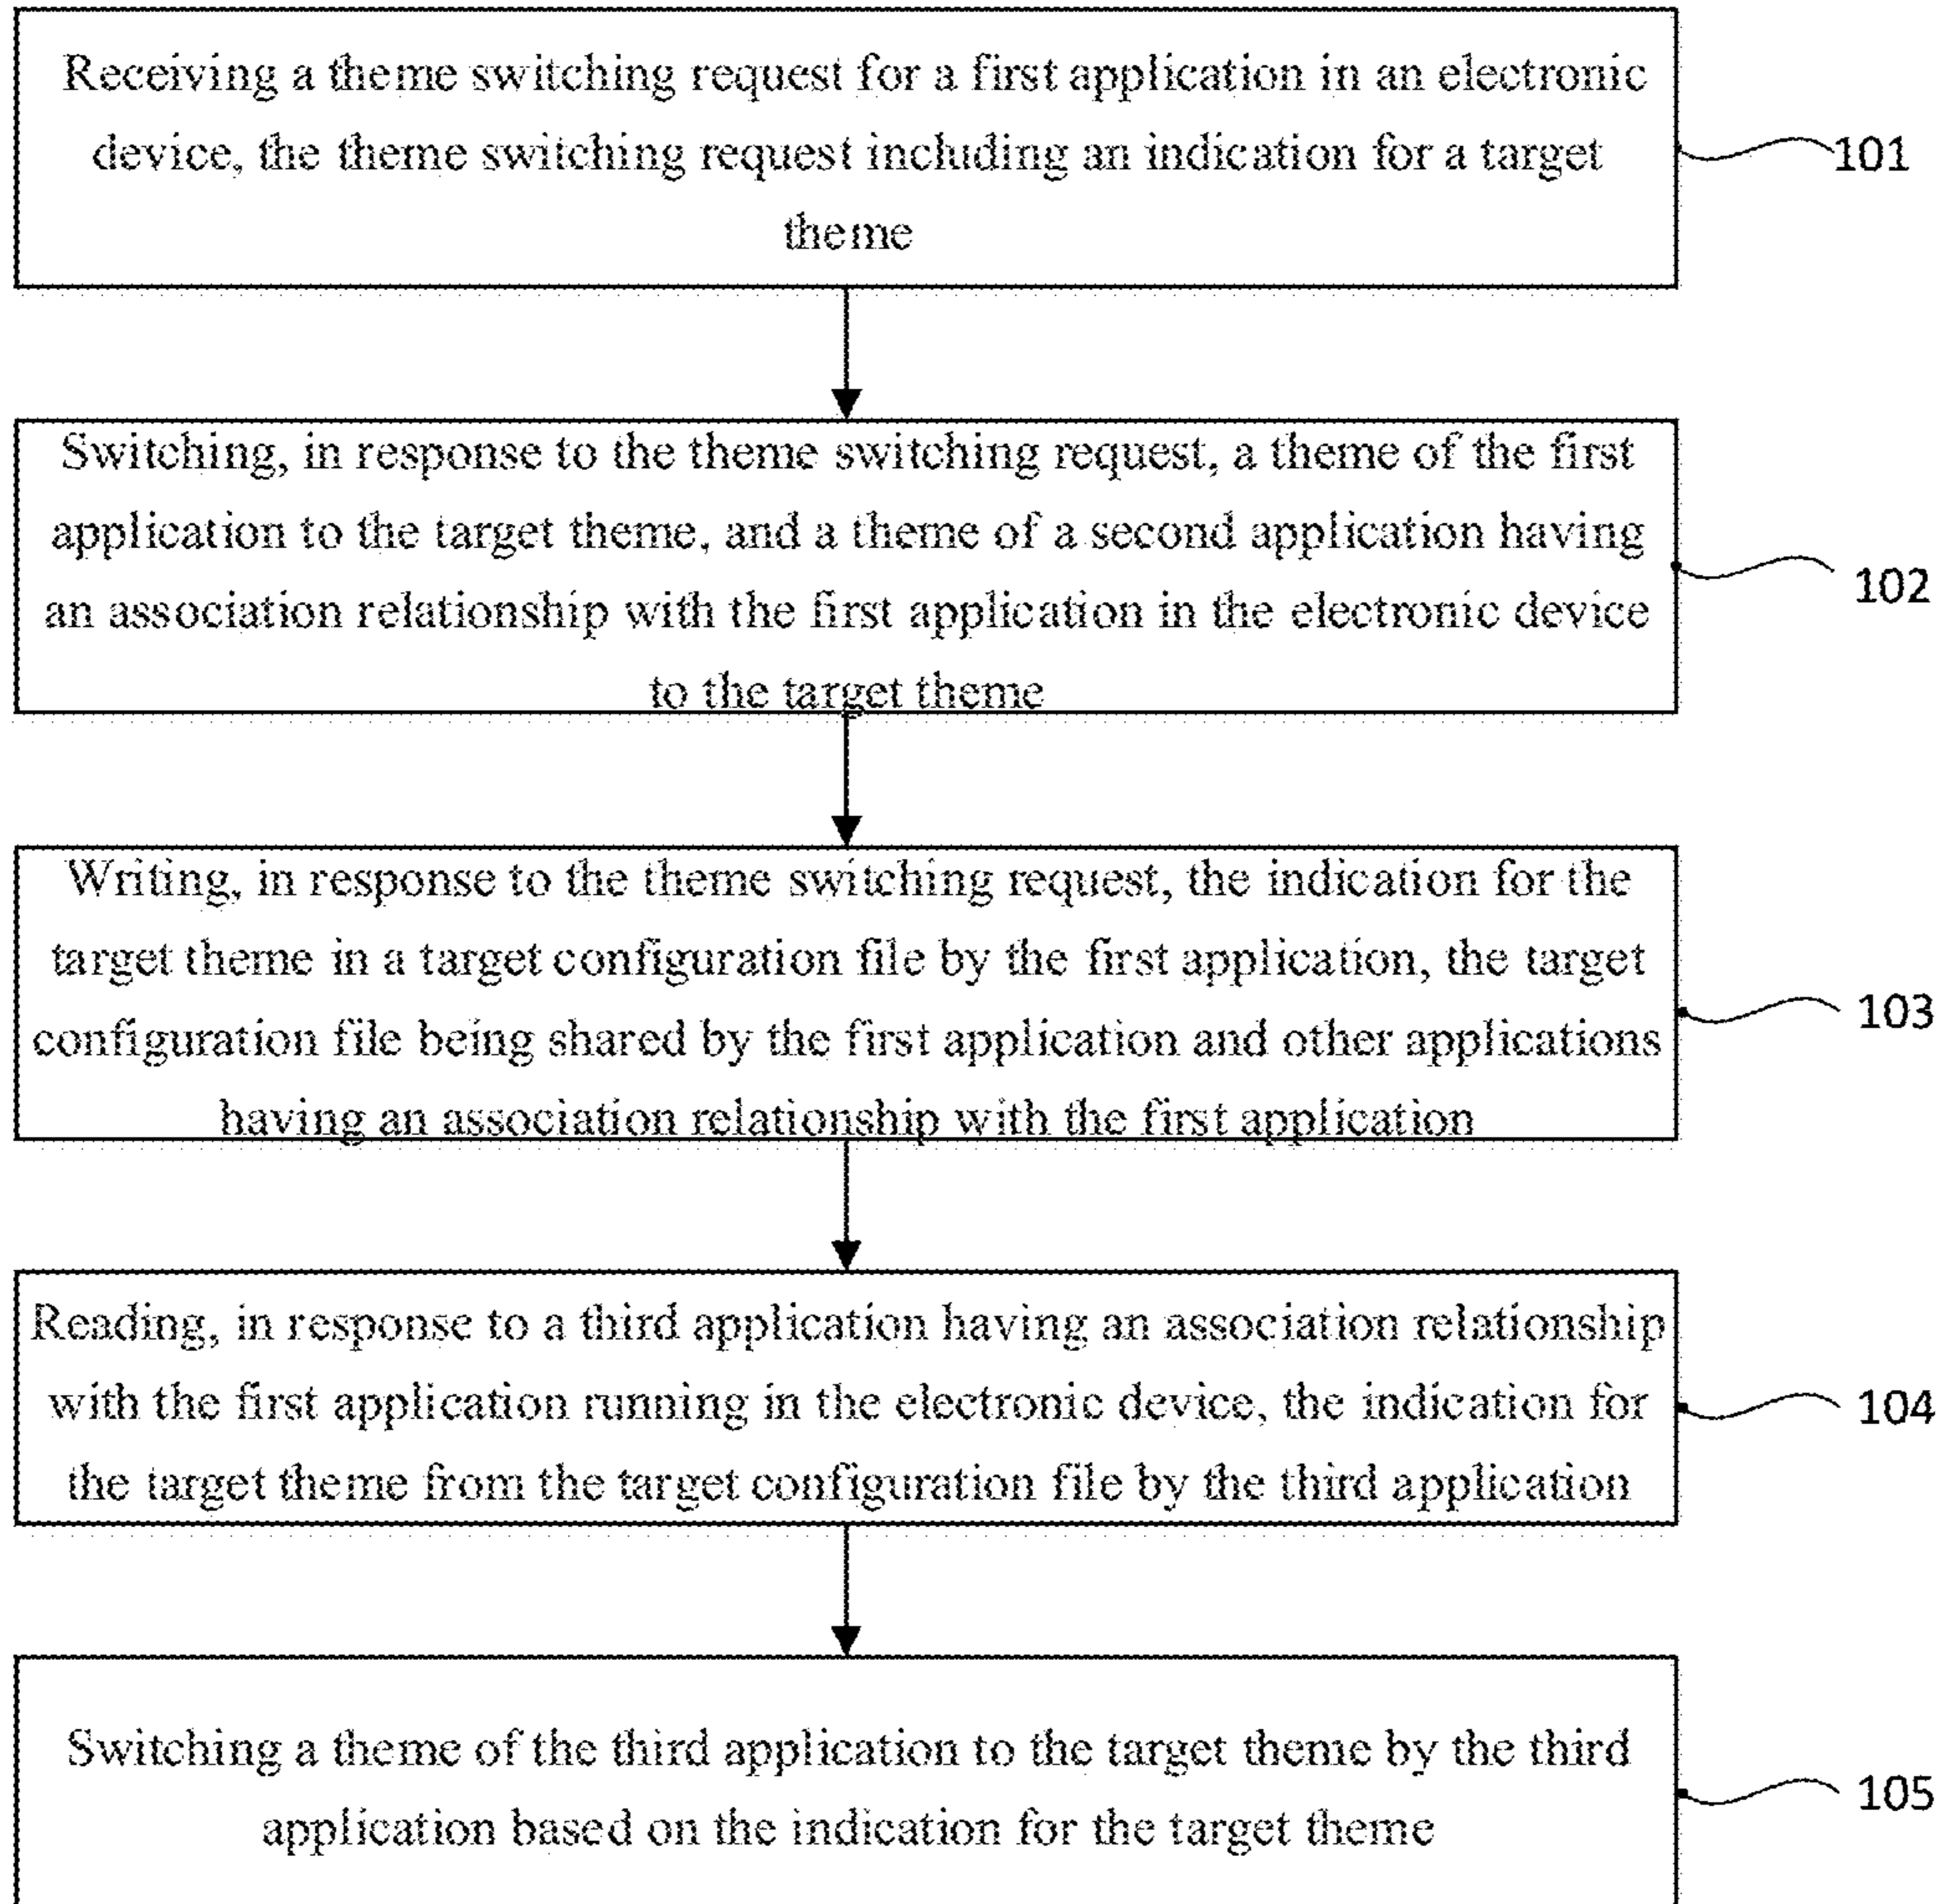 Receiving a theme switching request for a first application in an electronic
device, the theme switching request including an indication for a target
theme
101
Switching, in response to the theme switching request, a theme of the first
application to the target theme, and a theme of a second application having
an association relationship with the first application in the electronic device
to the target theme
102
Writing, in response to the theme switching request, the indication for the
target theme in a target configuration file by the first application, the target
configuration file being shared by the first application and other applications
having an association relationship with the first application
103
Reading, in response to a third application having an association relationship
with the first application running in the electronic device, the indication for
the target theme from the target configuration file by the third application
104
Switching a theme of the third application to the target theme by the third
application based on the indication for the target theme
105